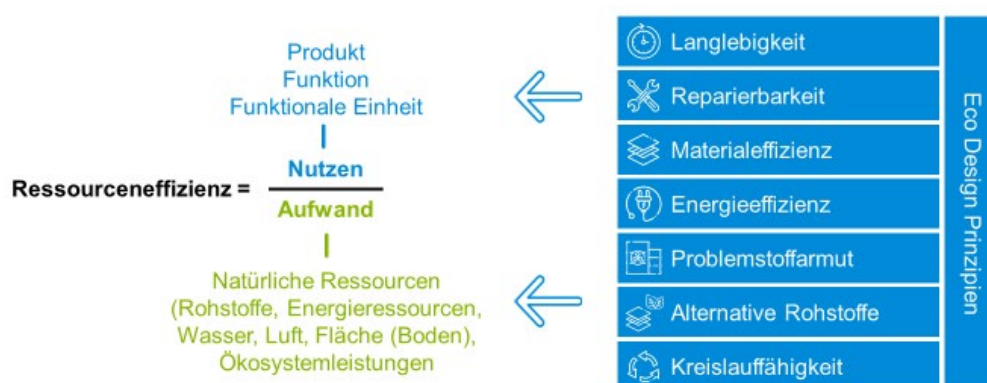 Produkt
Funktion
Funktionale Einheit
Nutzen
Ressourceneffizienz =
Aufwand
Natürliche Ressourcen
(Rohstoffe, Energieressourcen,
Wasser, Luft, Fläche (Boden),
Ökosystemleistungen
Langlebigkeit
Reparierbarkeit
Materialeffizienz
Energieeffizienz
Problemstoffarmut
Alternative Rohstoffe
Kreislauffähigkeit
Eco Design Prinzipien